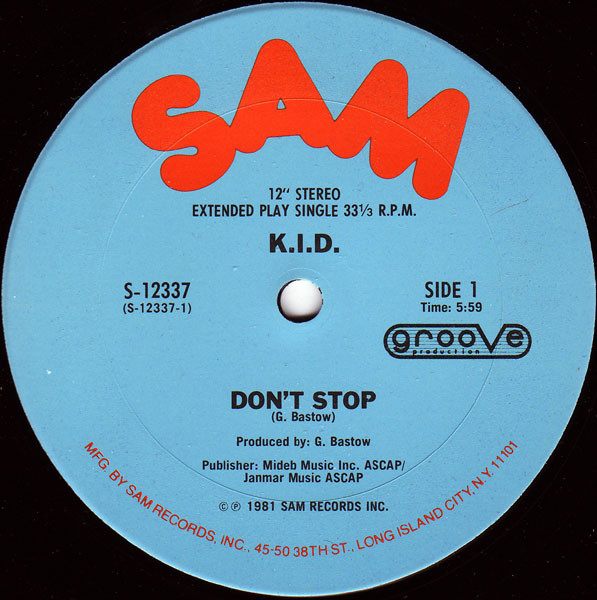 SAM
12" STEREO
EXTENDED PLAY SINGLE 33⅓ R.P.M.
K.I.D.
S-12337
(S-12337-1)
SIDE 1
Time: 5:59
groove
production
DON'T STOP
(G. Bastow)
Produced by: G. Bastow
Publisher: Mideb Music Inc. ASCAP/
Janmar Music ASCAP
© ℗ 1981 SAM RECORDS INC.
MFG. BY SAM RECORDS, INC., 45-50 38TH ST., LONG ISLAND CITY, N.Y. 11101